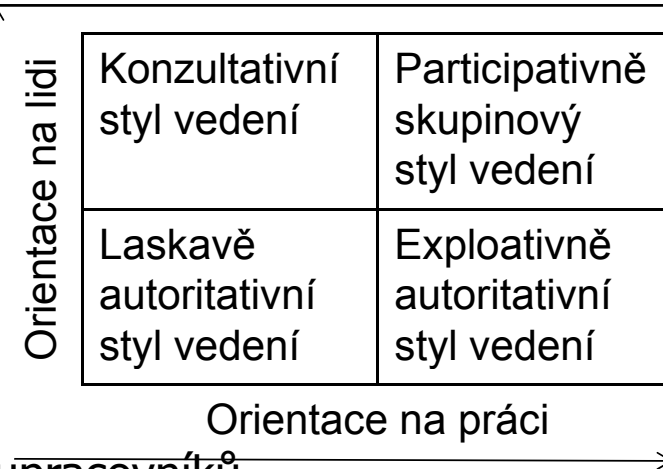 Orientace na lidi
Konzultativní
styl vedení
Participativně
skupinový
styl vedení
Laskavě
autoritativní
styl vedení
Exploativně
autoritativní
styl vedení
Orientace na práci